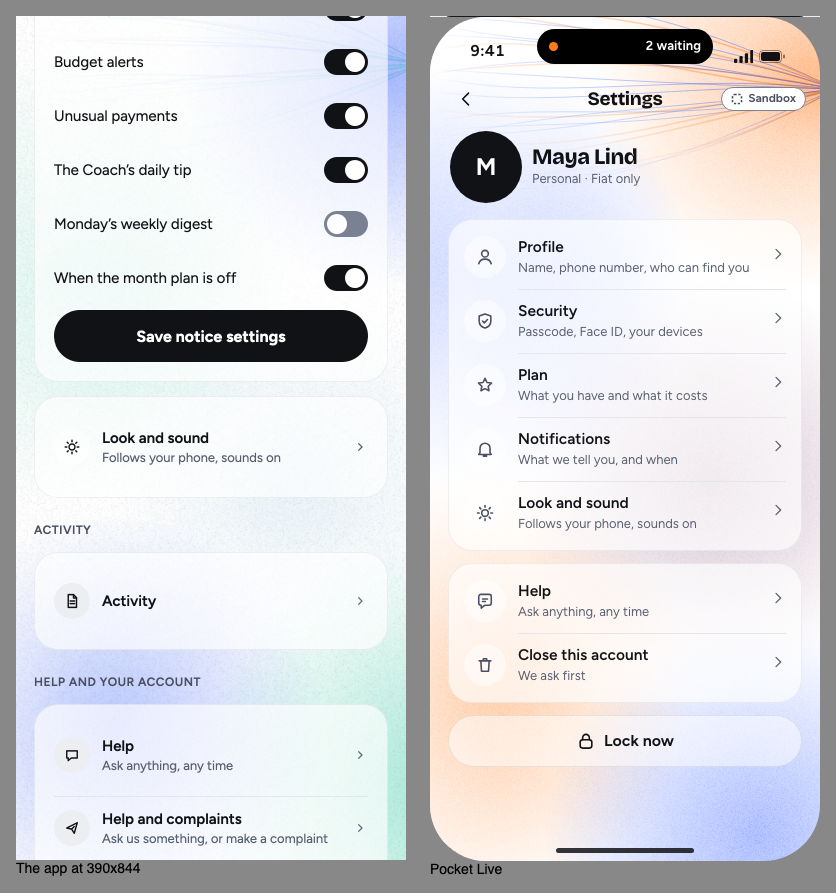 Budget alerts
Unusual payments
The Coach’s daily tip
Monday’s weekly digest
When the month plan is off
Save notice settings
Look and sound
Follows your phone, sounds on
ACTIVITY
Activity
HELP AND YOUR ACCOUNT
Help
Ask anything, any time
Help and complaints
Ask us something, or make a complaint
The app at 390x844
9:41
2 waiting
Settings
Sandbox
M
Maya Lind
Personal · Fiat only
Profile
Name, phone number, who can find you
Security
Passcode, Face ID, your devices
Plan
What you have and what it costs
Notifications
What we tell you, and when
Look and sound
Follows your phone, sounds on
Help
Ask anything, any time
Close this account
We ask first
Lock now
Pocket Live